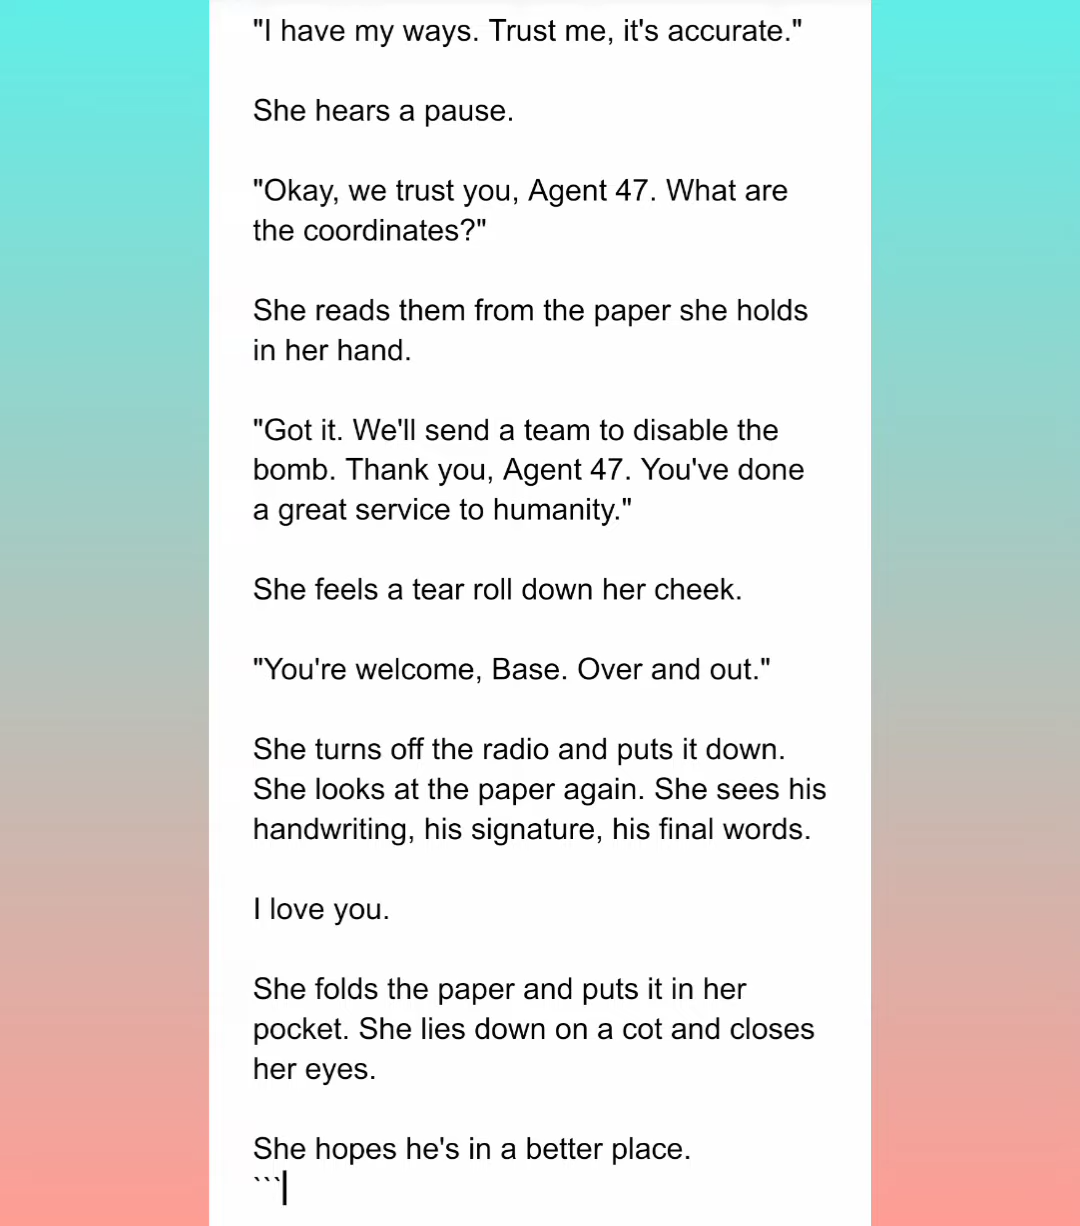 "I have my ways. Trust me, it's accurate."
She hears a pause.
"Okay, we trust you, Agent 47. What are
the coordinates?"
She reads them from the paper she holds
in her hand.
"Got it. We'll send a team to disable the
bomb. Thank you, Agent 47. You've done
a great service to humanity."
She feels a tear roll down her cheek.
"You're welcome, Base. Over and out."
She turns off the radio and puts it down.
She looks at the paper again. She sees his
handwriting, his signature, his final words.
I love you.
She folds the paper and puts it in her
pocket. She lies down on a cot and closes
her eyes.
She hopes he's in a better place.
```